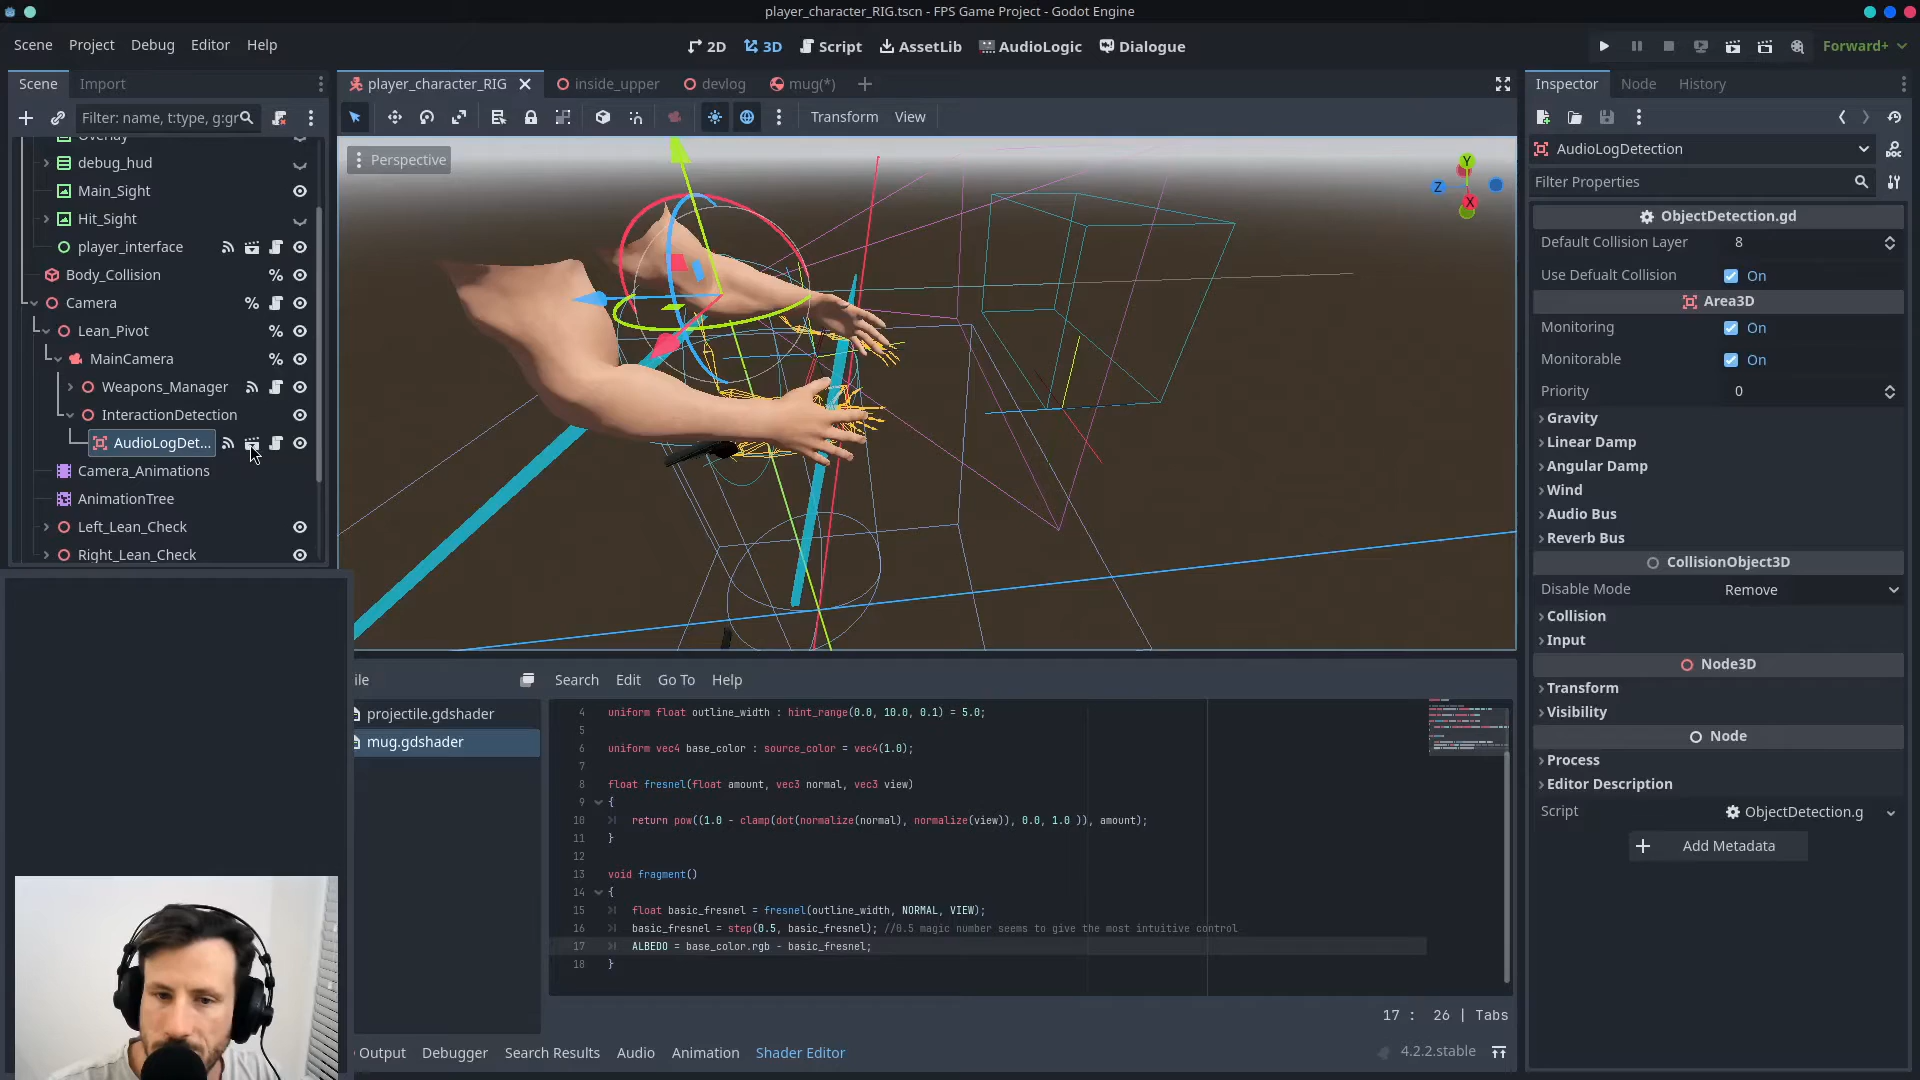 player_character_RIG.tscn - FPS Game Project - Godot Engine
Scene Project Debug Editor Help
2D 3D Script AssetLib AudioLogic Dialogue
Forward+
Scene Import
player_character_RIG inside_upper devlog mug(*)
Inspector Node History
Filter: name, t:type, g:gr
Transform View
Perspective
Y
Z
X
Overlay
debug_hud
Main_Sight
Hit_Sight
player_interface
Body_Collision
Camera
Lean_Pivot
MainCamera
Weapons_Manager
InteractionDetection
AudioLogDet...
Camera_Animations
AnimationTree
Left_Lean_Check
Right_Lean_Check
AudioLogDetection
Filter Properties
ObjectDetection.gd
Default Collision Layer 8
Use Defualt Collision On
Area3D
Monitoring On
Monitorable On
Priority 0
Gravity
Linear Damp
Angular Damp
Wind
Audio Bus
Reverb Bus
CollisionObject3D
Disable Mode Remove
Collision
Input
Node3D
Transform
Visibility
Node
Process
Editor Description
Script ObjectDetection.g
Add Metadata
ile
Search Edit Go To Help
projectile.gdshader
mug.gdshader
4 uniform float outline_width : hint_range(0.0, 10.0, 0.1) = 5.0;
5
6 uniform vec4 base_color : source_color = vec4(1.0);
7
8 float fresnel(float amount, vec3 normal, vec3 view)
9 {
10 return pow((1.0 - clamp(dot(normalize(normal), normalize(view)), 0.0, 1.0 )), amount);
11 }
12
13 void fragment()
14 {
15 float basic_fresnel = fresnel(outline_width, NORMAL, VIEW);
16 basic_fresnel = step(0.5, basic_fresnel); //0.5 magic number seems to give the most intuitive control
17 ALBEDO = base_color.rgb - basic_fresnel;
18 }
17 : 26 | Tabs
Output Debugger Search Results Audio Animation Shader Editor
4.2.2.stable